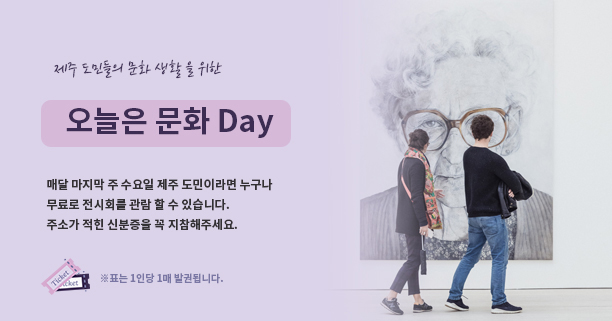 제주 도민들의 문화 생활을 위한
오늘은 문화 Day
매달 마지막 주 수요일 제주 도민이라면 누구나
무료로 전시회를 관람 할 수 있습니다.
주소가 적힌 신분증을 꼭 지참해주세요.
Ticket
Ticket
※표는 1인당 1매 발권됩니다.